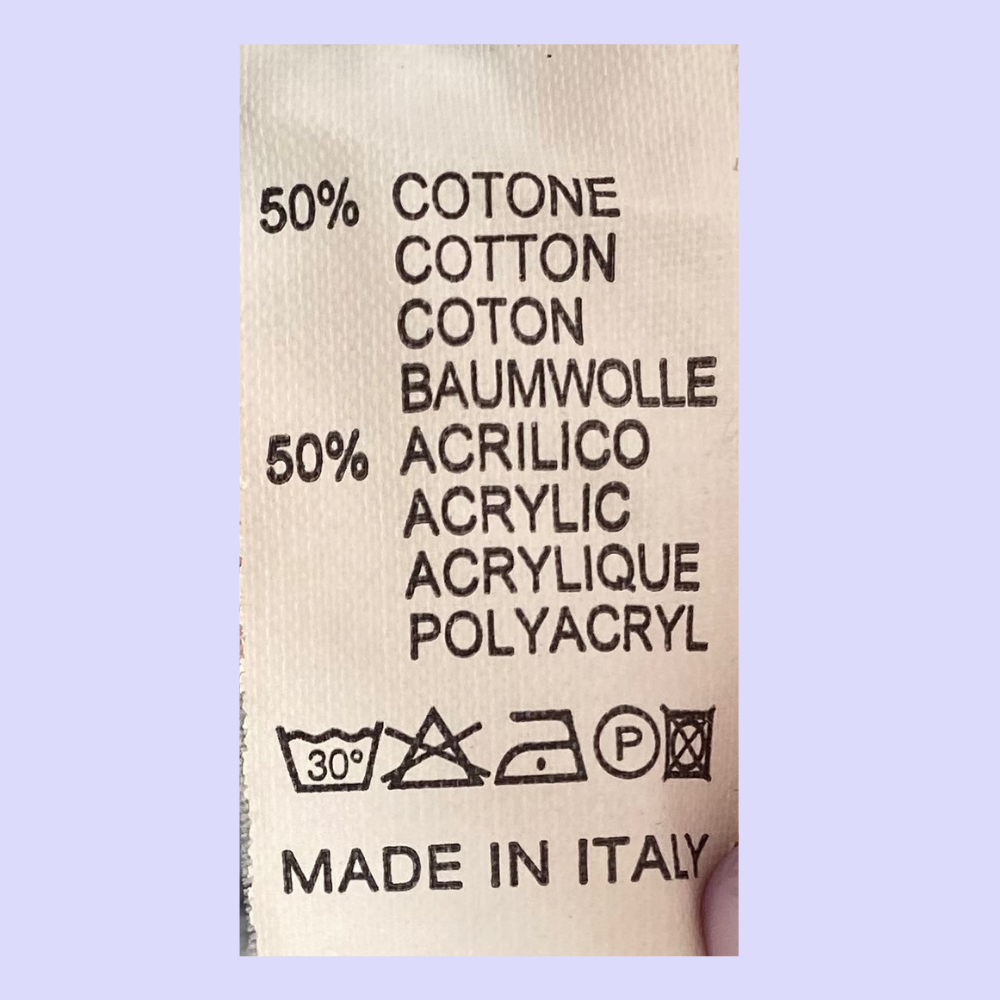 50% COTONE
COTTON
COTON
BAUMWOLLE
50% ACRILICO
ACRYLIC
ACRYLIQUE
POLYACRYL
30° P
MADE IN ITALY